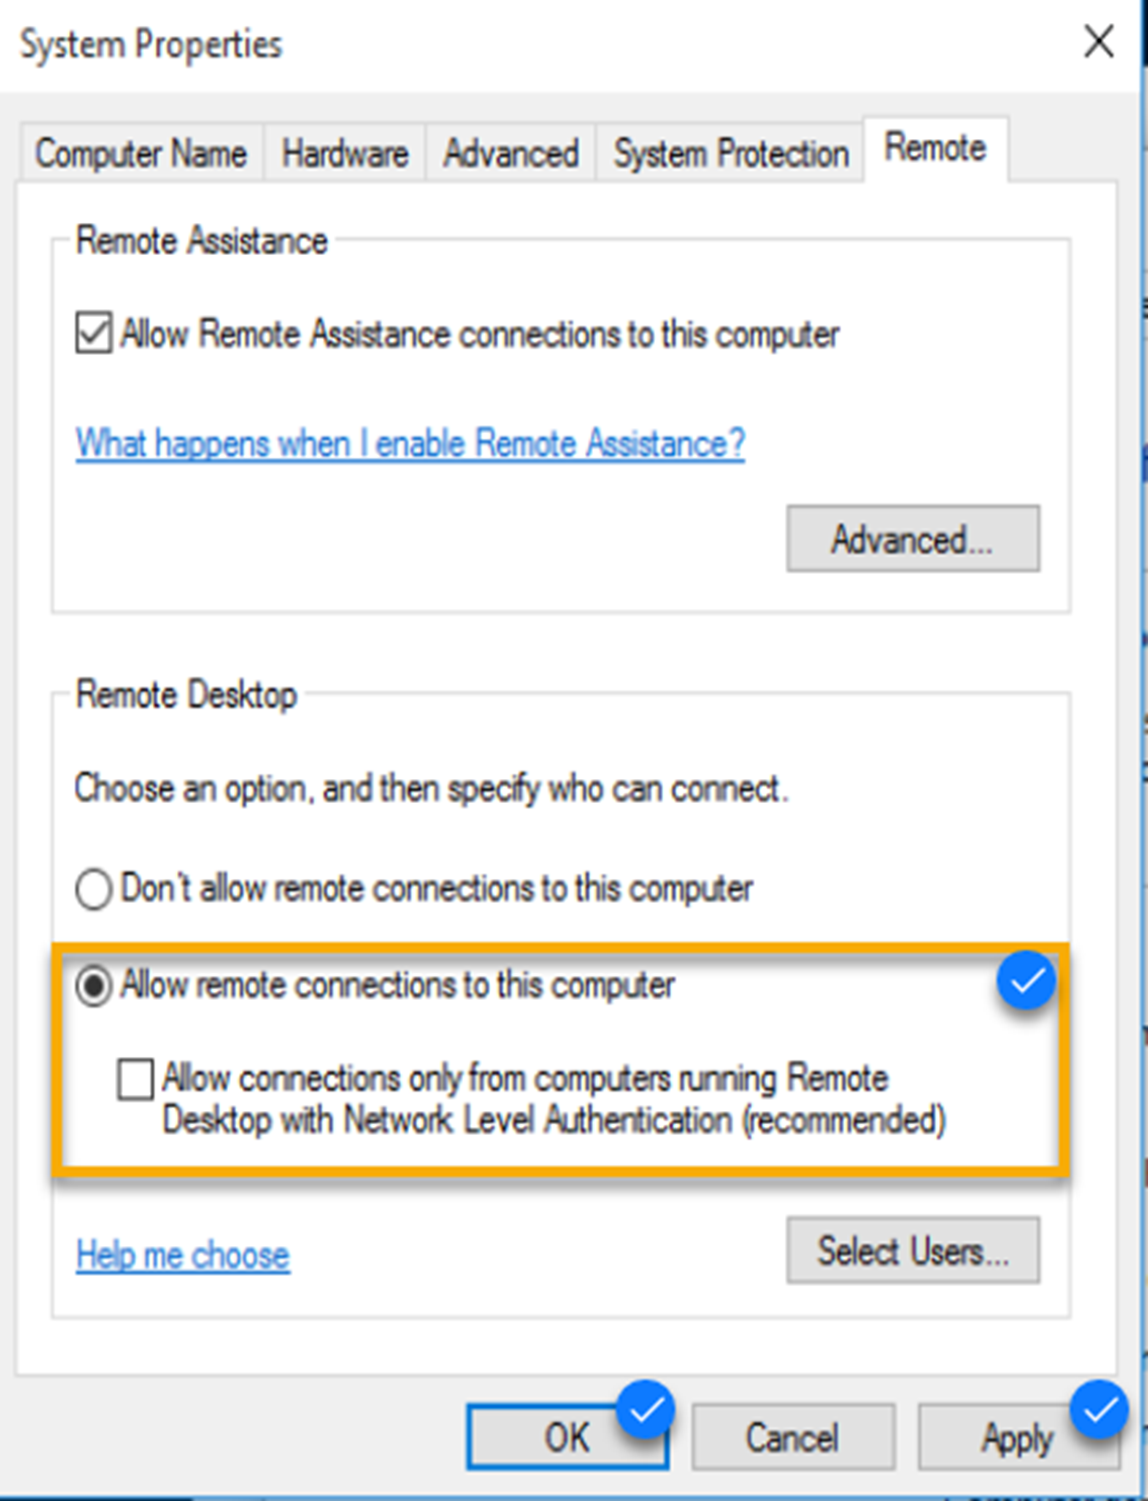 System Properties
Computer Name
Hardware
Advanced
System Protection
Remote
Remote Assistance
Allow Remote Assistance connections to this computer
What happens when I enable Remote Assistance?
Advanced...
Remote Desktop
Choose an option, and then specify who can connect.
Don't allow remote connections to this computer
Allow remote connections to this computer
Allow connections only from computers running Remote
Desktop with Network Level Authentication (recommended)
Help me choose
Select Users...
OK
Cancel
Apply